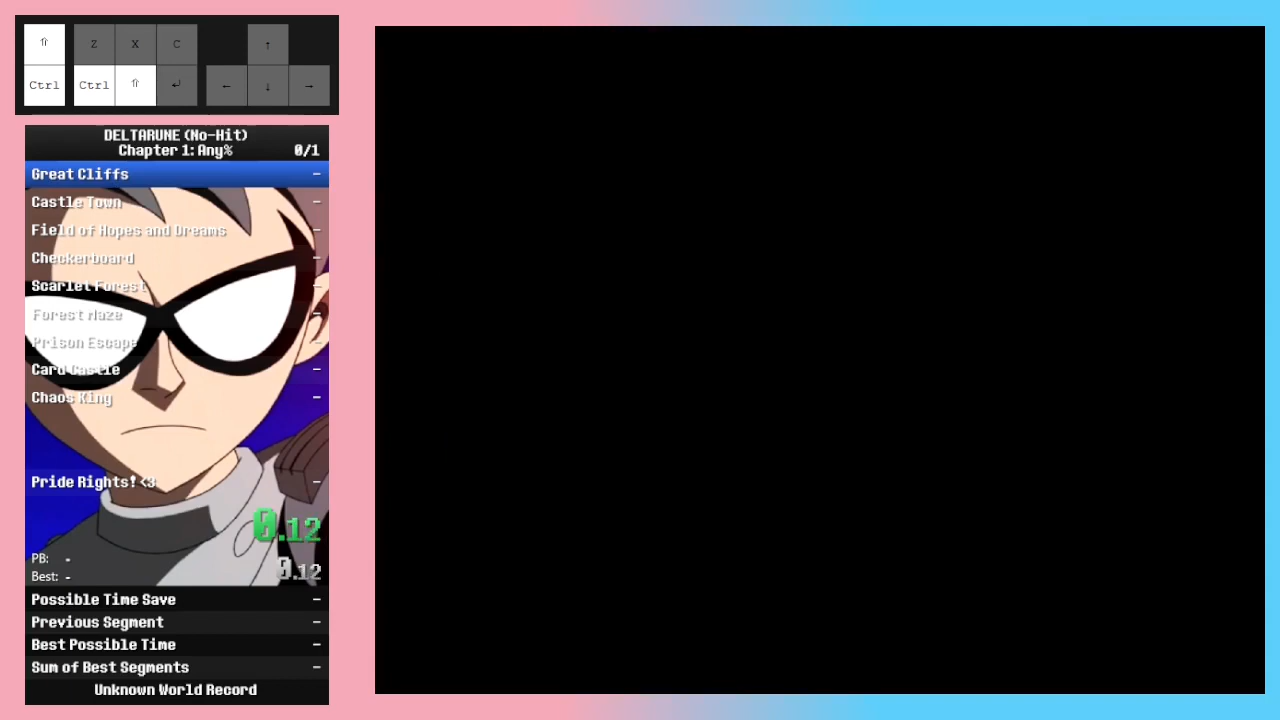 ⇧ Z X C ↑
Ctrl Ctrl ⇧ ↵ ← ↓ →
DELTARUNE (No-Hit)
Chapter 1: Any% 0/1
Great Cliffs –
Castle Town –
Field of Hopes and Dreams –
Checkerboard –
Scarlet Forest –
Forest Maze –
Prison Escape –
Card Castle –
Chaos King –
Pride Rights! <3 –
0.12
PB: -
0.12
Best: -
Possible Time Save –
Previous Segment –
Best Possible Time –
Sum of Best Segments –
Unknown World Record